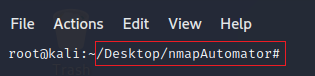 File Actions Edit View Help
root@kali:~/Desktop/nmapAutomator#